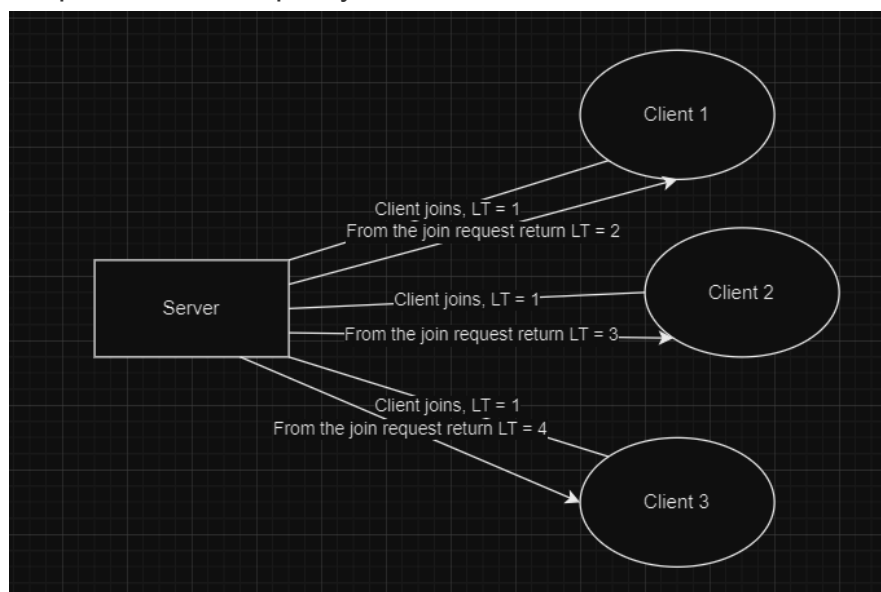 Client 1
Client joins, LT = 1
From the join request return LT = 2
Server
Client joins, LT = 1
Client 2
From the join request return LT = 3
Client joins, LT = 1
From the join request return LT = 4
Client 3